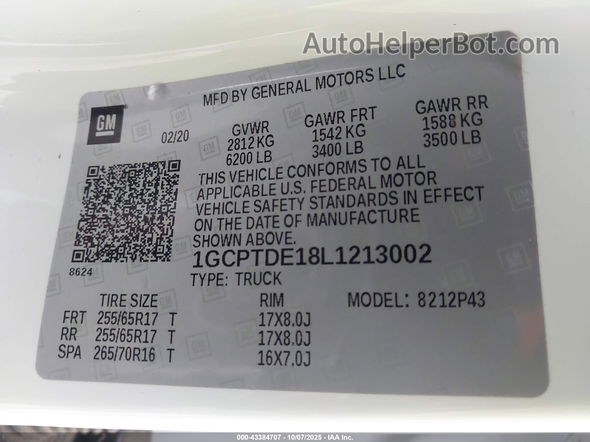 AutoHelperBot.com
MFD BY GENERAL MOTORS LLC
GM
02/20
GVWR GAWR FRT GAWR RR
2812 KG 1542 KG 1588 KG
6200 LB 3400 LB 3500 LB
THIS VEHICLE CONFORMS TO ALL
APPLICABLE U.S. FEDERAL MOTOR
VEHICLE SAFETY STANDARDS IN EFFECT
ON THE DATE OF MANUFACTURE
SHOWN ABOVE.
8624
1GCPTDE18L1213002
TYPE: TRUCK
TIRE SIZE RIM MODEL: 8212P43
FRT 255/65R17 T 17X8.0J
RR 255/65R17 T 17X8.0J
SPA 265/70R16 T 16X7.0J
000-43384707 - 10/07/2025 - IAA Inc.